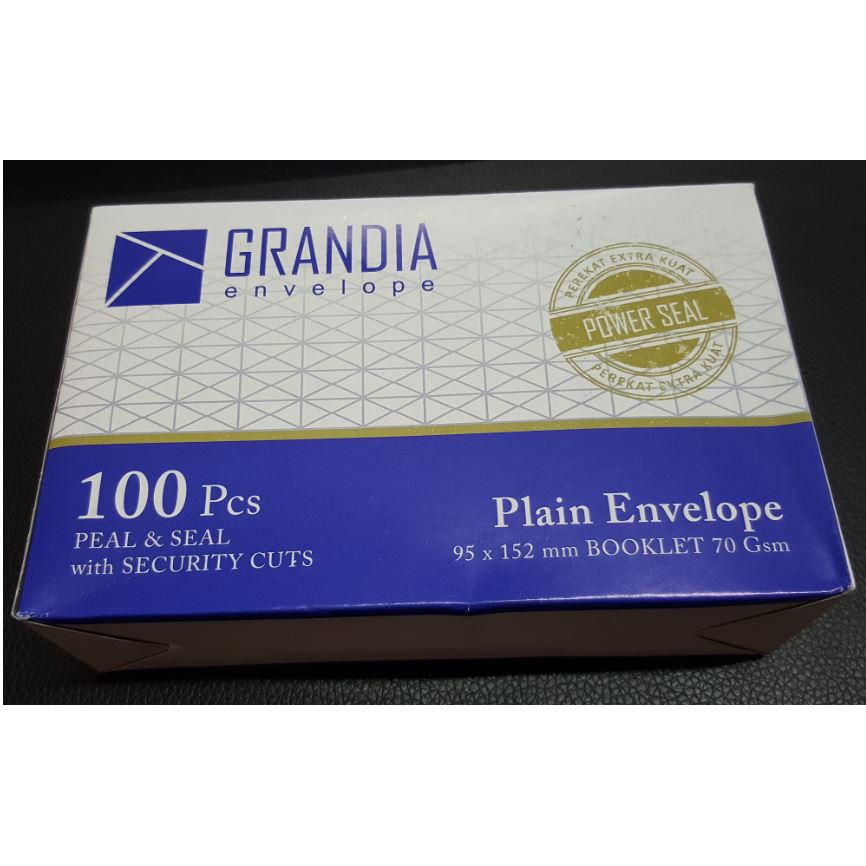 GRANDIA
envelope
PEREKAT EXTRA KUAT
POWER SEAL
PEREKAT EXTRA KUAT
100 Pcs
PEAL & SEAL
with SECURITY CUTS
Plain Envelope
95 x 152 mm BOOKLET 70 Gsm